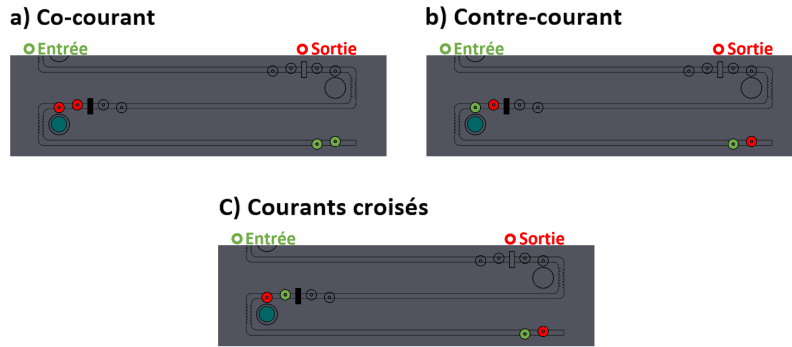 a) Co-courant
Entrée
Sortie
b) Contre-courant
Entrée
Sortie
C) Courants croisés
Entrée
Sortie